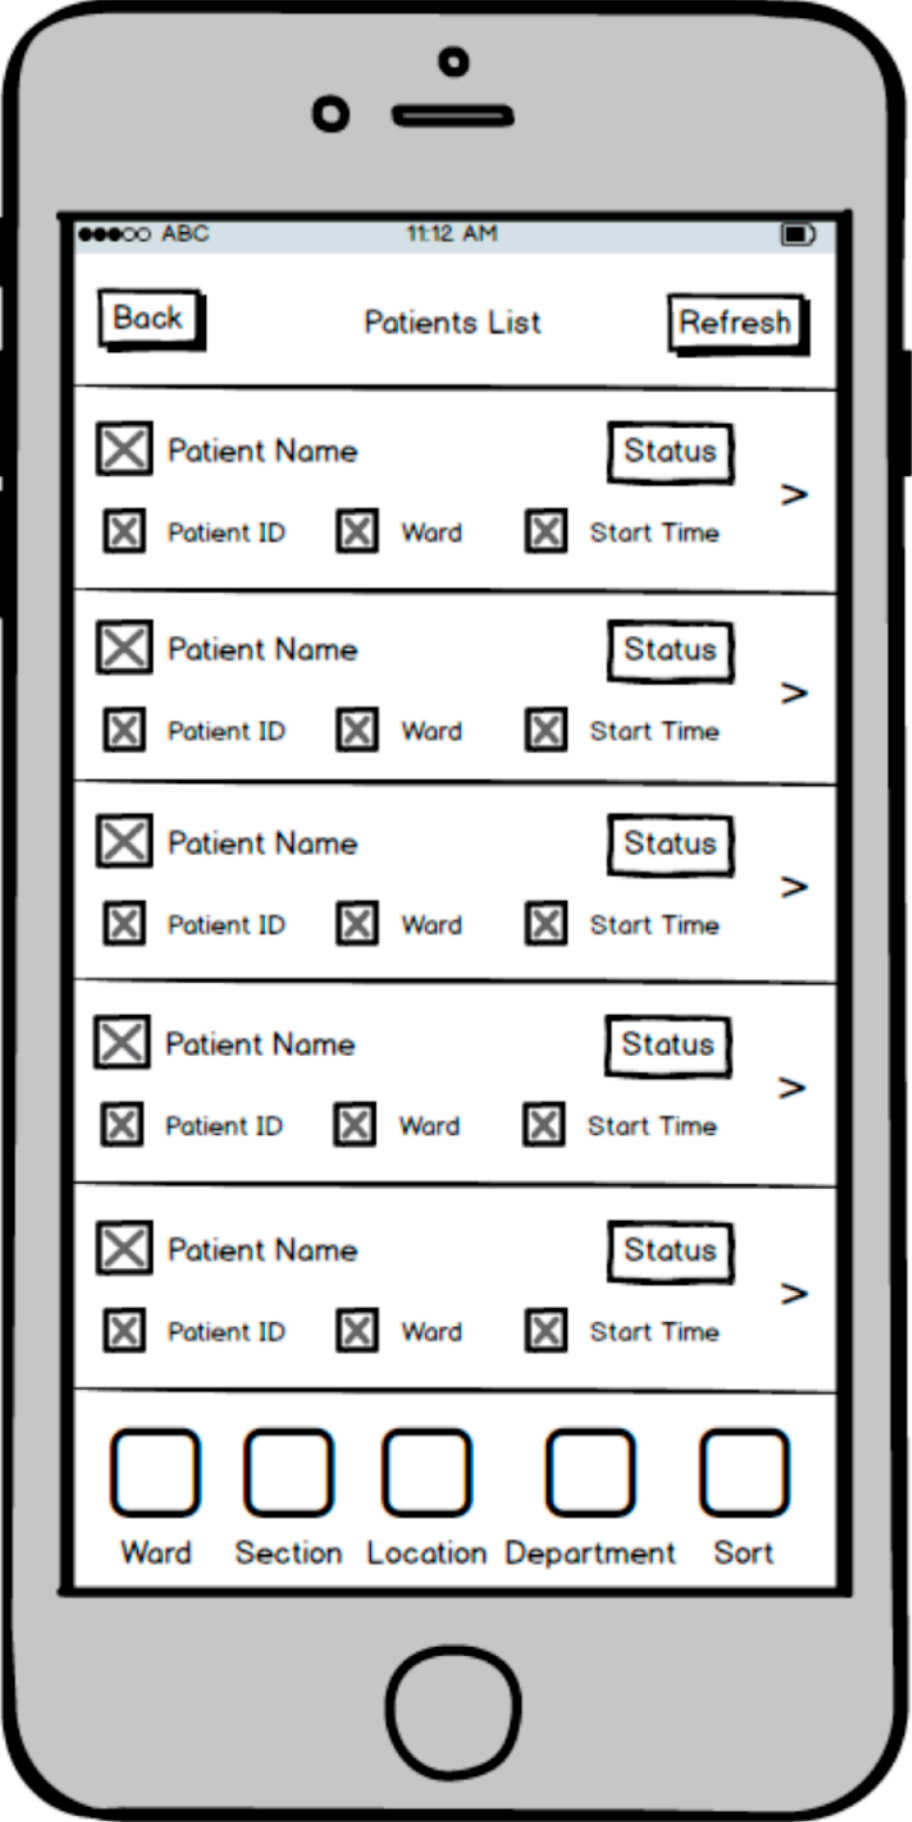 ABC 11:12 AM
Back Patients List Refresh
Patient Name Status
>
Patient ID Ward Start Time
Patient Name Status
>
Patient ID Ward Start Time
Patient Name Status
>
Patient ID Ward Start Time
Patient Name Status
>
Patient ID Ward Start Time
Patient Name Status
>
Patient ID Ward Start Time
Ward Section Location Department Sort